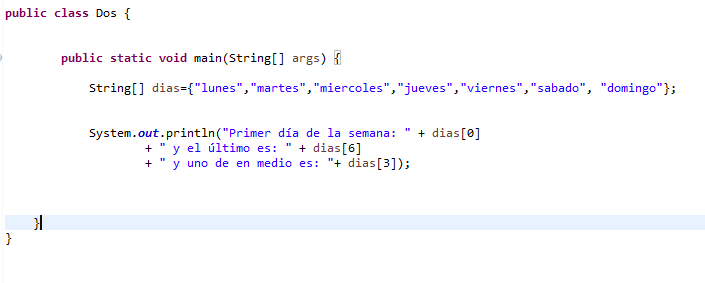 public class Dos {
public static void main(String[] args) {
String[] dias={"lunes","martes","miercoles","jueves","viernes","sabado", "domingo"};
System.out.println("Primer día de la semana: " + dias[0]
+ " y el último es: " + dias[6]
+ " y uno de en medio es: "+ dias[3]);
}
}